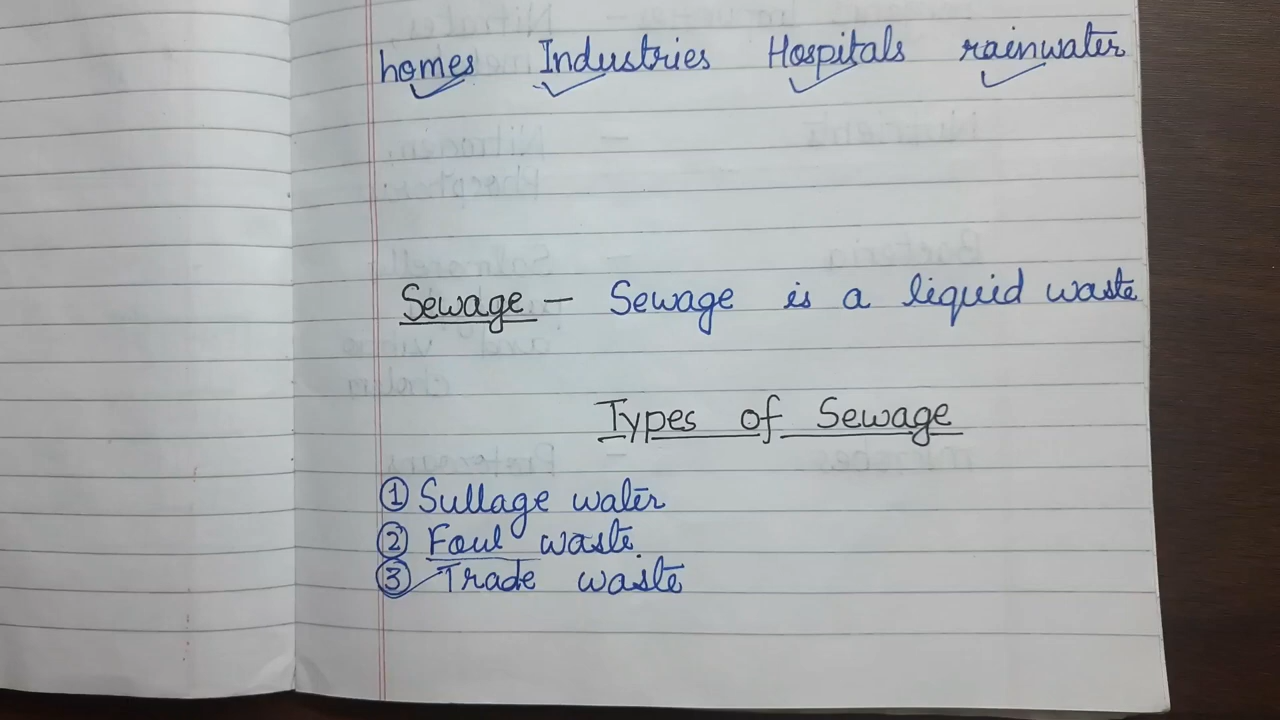 homes Industries Hospitals rainwater
Sewage – Sewage is a liquid waste
Types of Sewage
① Sullage water
② Foul waste
③ Trade waste